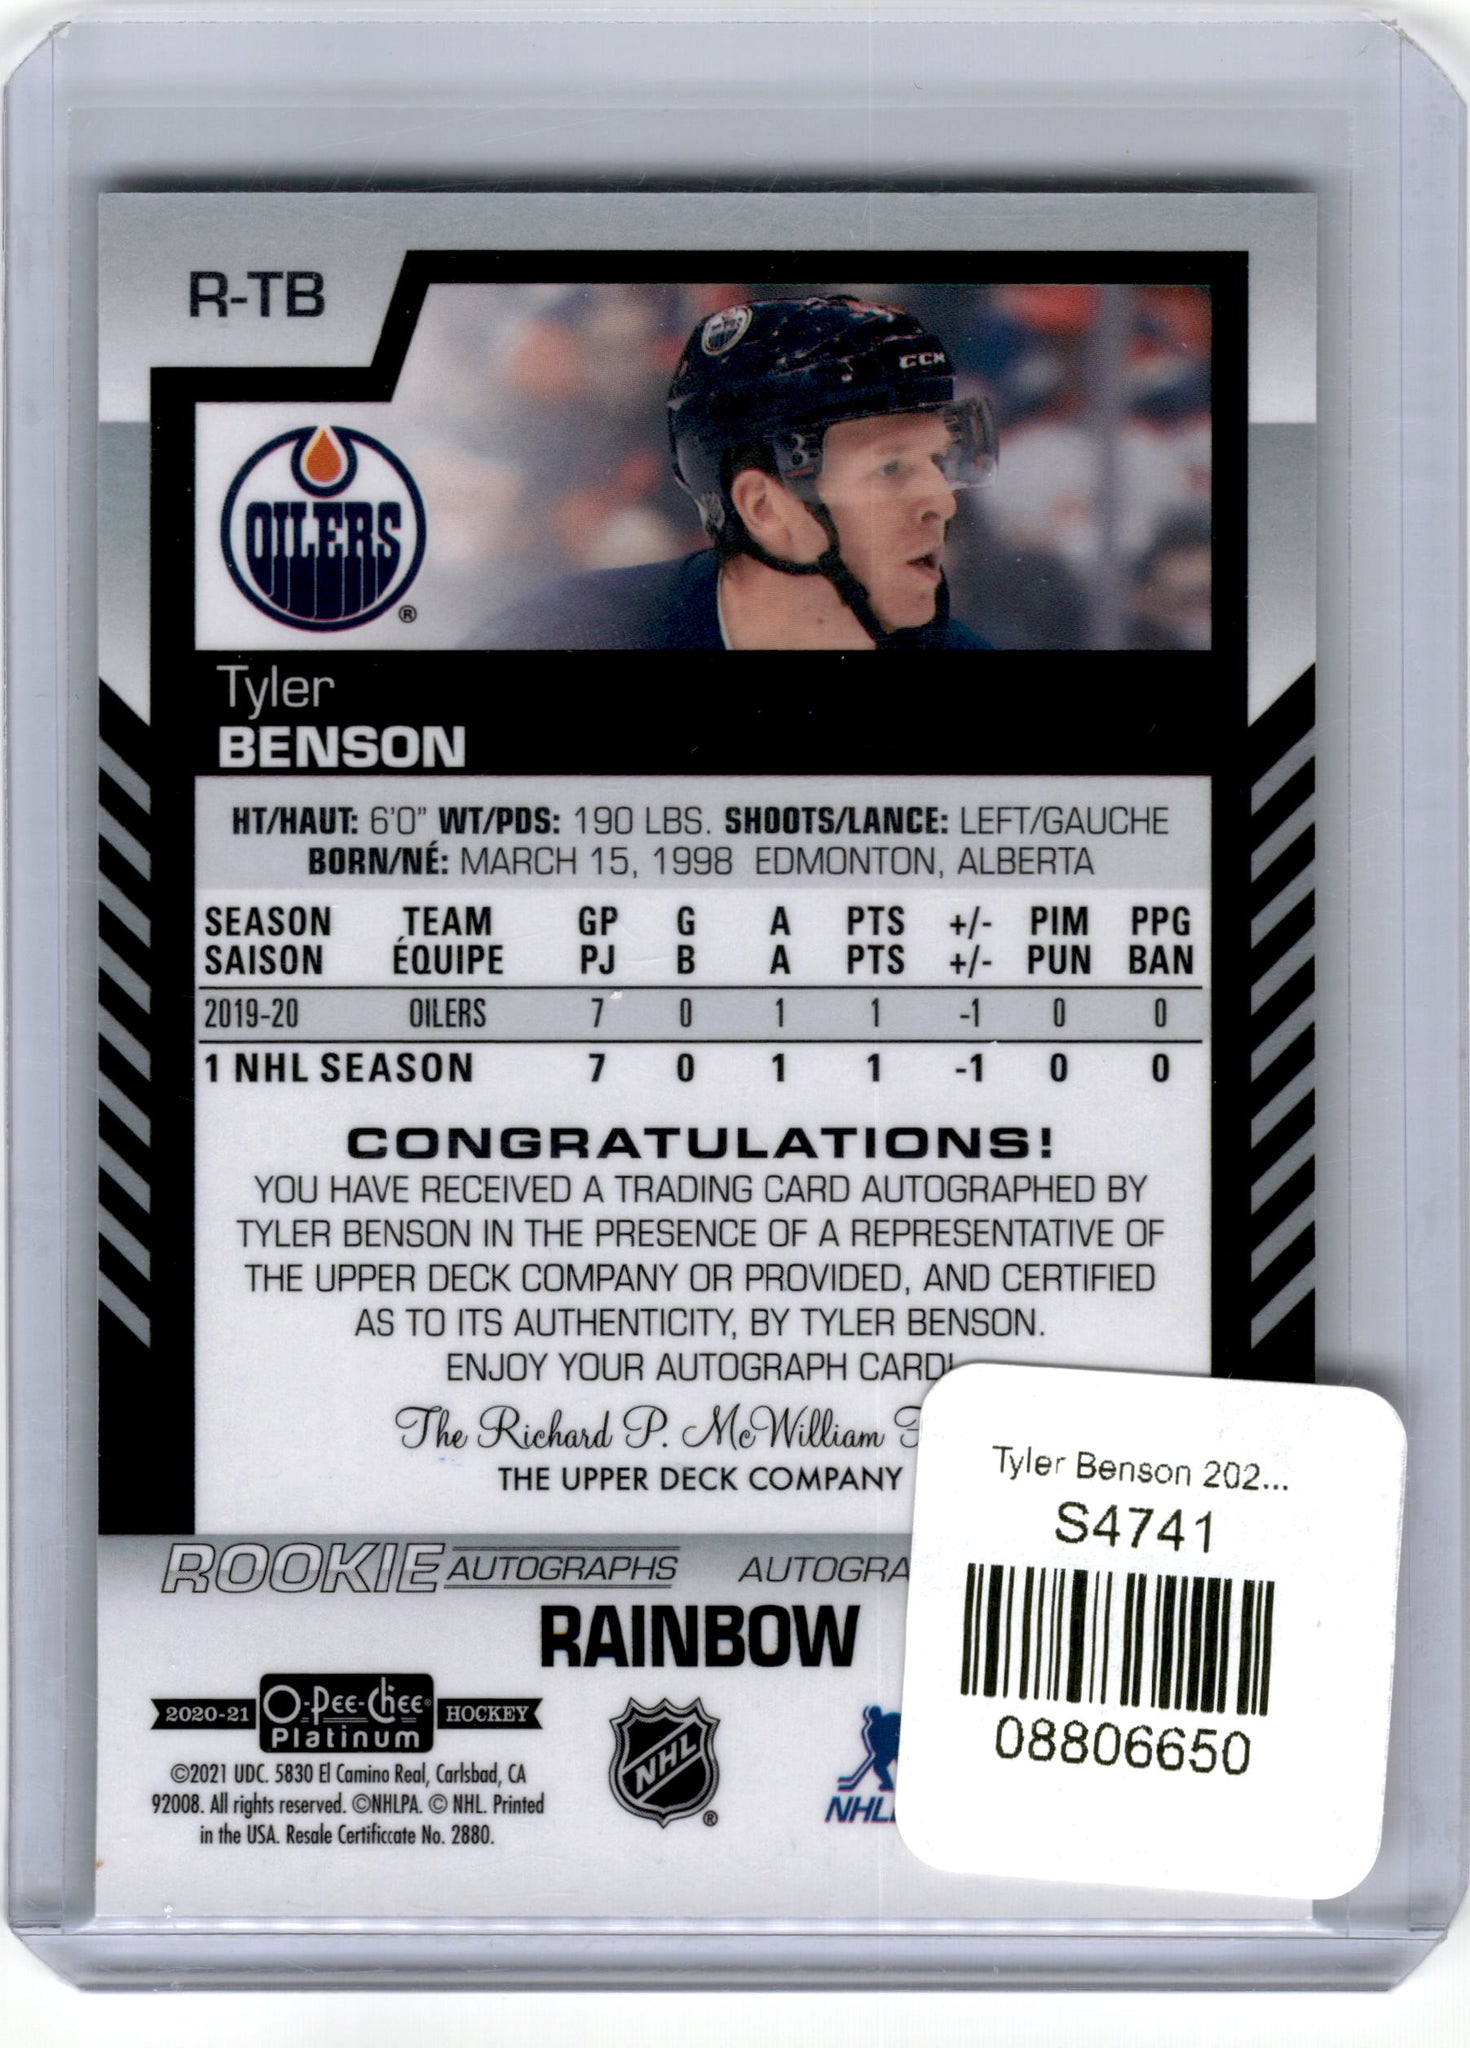 R-TB
CCM
OILERS
®
Tyler
BENSON
HT/HAUT: 6'0" WT/PDS: 190 LBS. SHOOTS/LANCE: LEFT/GAUCHE
BORN/NÉ: MARCH 15, 1998 EDMONTON, ALBERTA
SEASON TEAM GP G A PTS +/- PIM PPG
SAISON ÉQUIPE PJ B A PTS +/- PUN BAN
2019-20 OILERS 7 0 1 1 -1 0 0
1 NHL SEASON 7 0 1 1 -1 0 0
CONGRATULATIONS!
YOU HAVE RECEIVED A TRADING CARD AUTOGRAPHED BY
TYLER BENSON IN THE PRESENCE OF A REPRESENTATIVE OF
THE UPPER DECK COMPANY OR PROVIDED, AND CERTIFIED
AS TO ITS AUTHENTICITY, BY TYLER BENSON.
ENJOY YOUR AUTOGRAPH CARD!
The Richard P. McWilliam
THE UPPER DECK COMPANY
ROOKIE AUTOGRAPHS AUTOGRA
RAINBOW
2020-21 O-Pee-Chee Platinum HOCKEY
©2021 UDC. 5830 El Camino Real, Carlsbad, CA
92008. All rights reserved. ©NHLPA. © NHL. Printed
in the USA. Resale Certificcate No. 2880.
NHL ®
NHL
Tyler Benson 202...
S4741
08806650